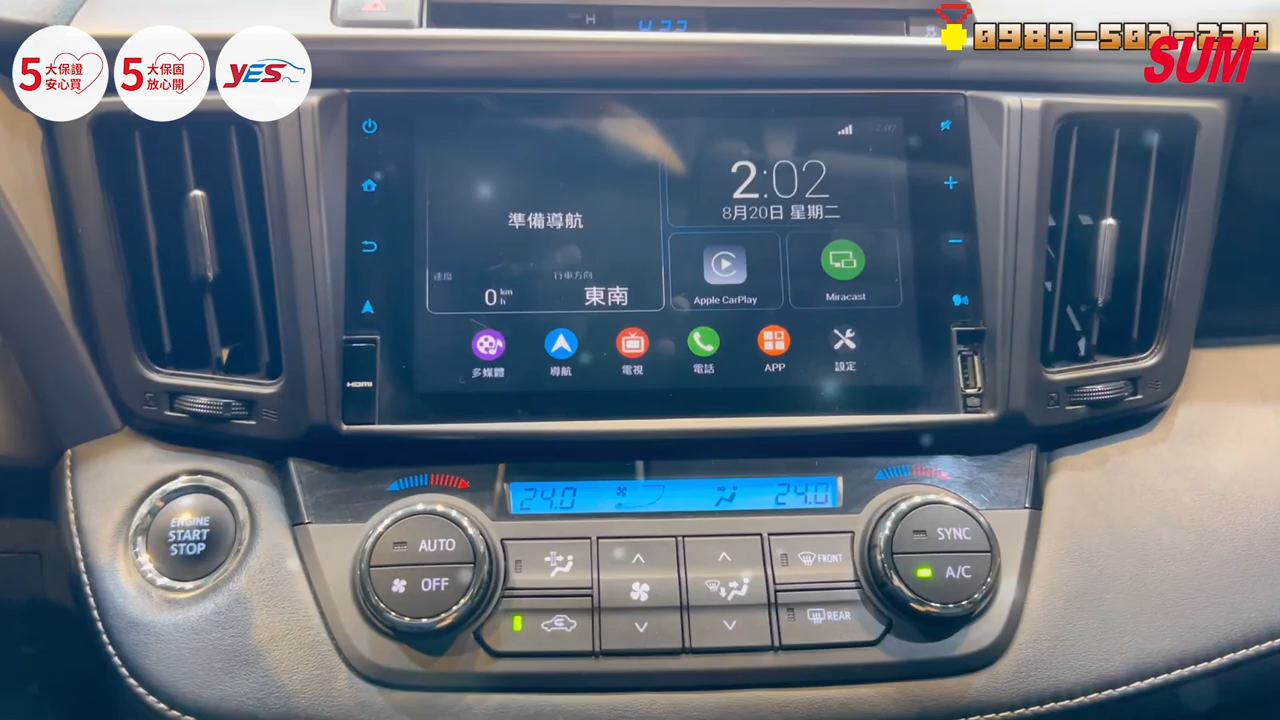 5大保證
安心買
5大保固
放心開
YES
0989-502-230
SUM
H
準備導航
速度
行車方向
0 km/h
東南
2:02
8月20日 星期二
Apple CarPlay
Miracast
多媒體
導航
電視
電話
APP
設定
HDMI
24.0
24.0
ENGINE
START
STOP
AUTO
OFF
FRONT
REAR
SYNC
A/C